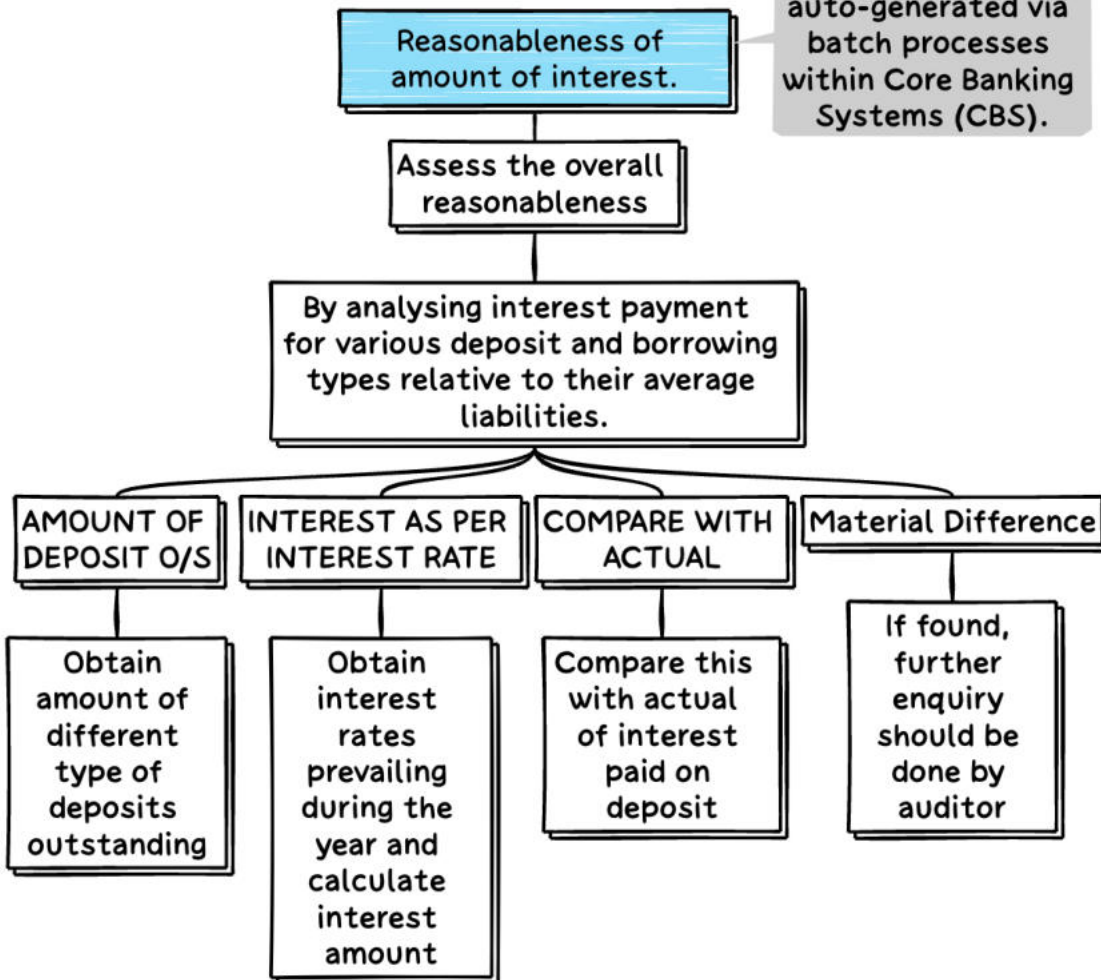 auto-generated via
batch processes
within Core Banking
Systems (CBS).
Reasonableness of
amount of interest.
Assess the overall
reasonableness
By analysing interest payment
for various deposit and borrowing
types relative to their average
liabilities.
AMOUNT OF
DEPOSIT O/S
INTEREST AS PER
INTEREST RATE
COMPARE WITH
ACTUAL
Material Difference
Obtain
amount of
different
type of
deposits
outstanding
Obtain
interest
rates
prevailing
during the
year and
calculate
interest
amount
Compare this
with actual
of interest
paid on
deposit
If found,
further
enquiry
should be
done by
auditor